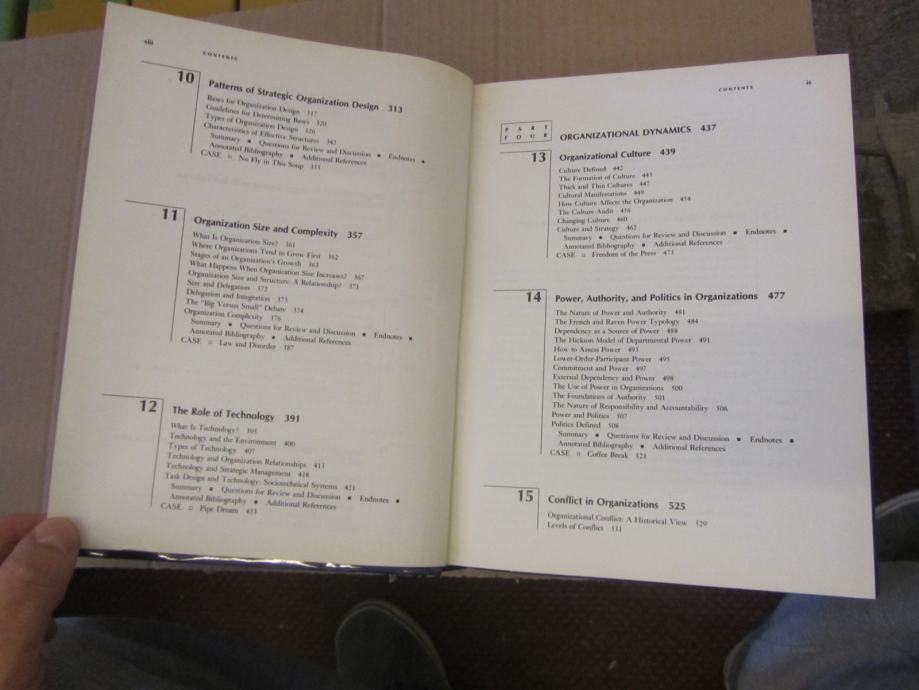 viii
CONTENTS
10
Patterns of Strategic Organization Design 313
Bases for Organization Design 317
Guidelines for Determining Bases 320
Types of Organization Design 326
Characteristics of Effective Structures 342
Summary ■ Questions for Review and Discussion ■ Endnotes ■
Annotated Bibliography ■ Additional References
CASE □ No Fly in This Soup 353
11
Organization Size and Complexity 357
What Is Organization Size? 361
Where Organizations Tend to Grow First 362
Stages of an Organization's Growth 363
What Happens When Organization Size Increases? 367
Organization Size and Structure: A Relationship? 371
Size and Delegation 372
Delegation and Integration 373
The "Big Versus Small" Debate 374
Organization Complexity 376
Summary ■ Questions for Review and Discussion ■ Endnotes ■
Annotated Bibliography ■ Additional References
CASE □ Law and Disorder 387
12
The Role of Technology 391
What Is Technology? 395
Technology and the Environment 400
Types of Technology 407
Technology and Organization Relationships 411
Technology and Strategic Management 418
Task Design and Technology: Sociotechnical Systems 421
Summary ■ Questions for Review and Discussion ■ Endnotes ■
Annotated Bibliography ■ Additional References
CASE □ Pipe Dream 433
CONTENTS
ix
PART
FOUR
ORGANIZATIONAL DYNAMICS 437
13
Organizational Culture 439
Culture Defined 442
The Formation of Culture 443
Thick and Thin Cultures 447
Cultural Manifestations 449
How Culture Affects the Organization 454
The Culture Audit 456
Changing Culture 460
Culture and Strategy 462
Summary ■ Questions for Review and Discussion ■ Endnotes ■
Annotated Bibliography ■ Additional References
CASE □ Freedom of the Press 473
14
Power, Authority, and Politics in Organizations 477
The Nature of Power and Authority 481
The French and Raven Power Typology 484
Dependency as a Source of Power 488
The Hickson Model of Departmental Power 491
How to Assess Power 493
Lower-Order-Participant Power 495
Commitment and Power 497
External Dependency and Power 498
The Use of Power in Organizations 500
The Foundations of Authority 501
The Nature of Responsibility and Accountability 506
Power and Politics 507
Politics Defined 508
Summary ■ Questions for Review and Discussion ■ Endnotes ■
Annotated Bibliography ■ Additional References
CASE □ Coffee Break 521
15
Conflict in Organizations 525
Organizational Conflict: A Historical View 529
Levels of Conflict 531